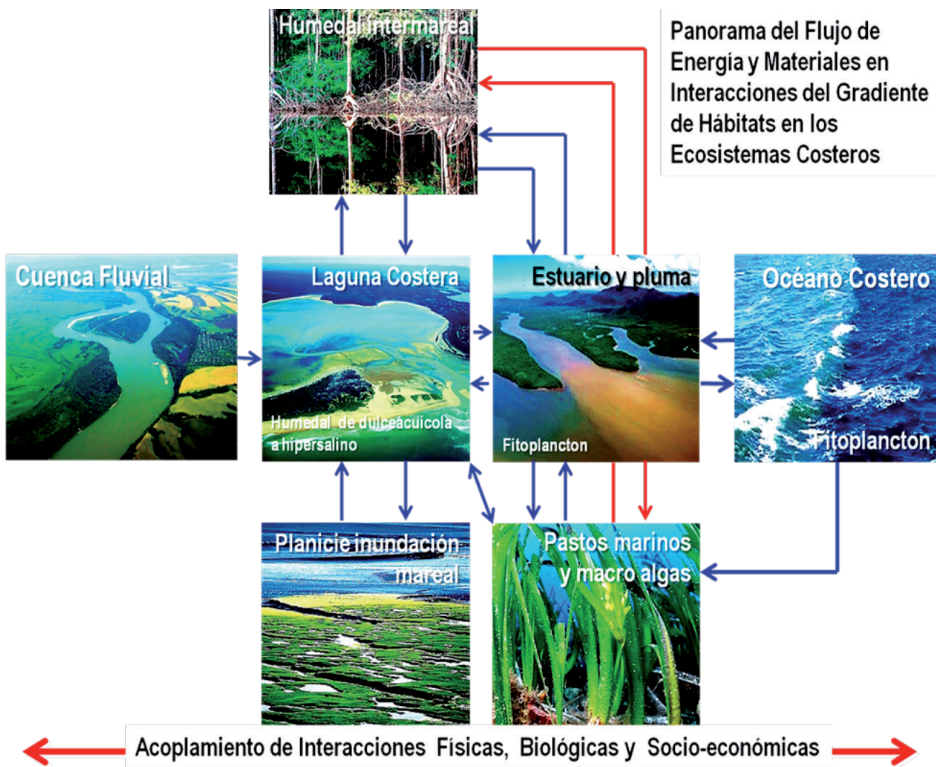 Humedal intermareal
Panorama del Flujo de
Energía y Materiales en
Interacciones del Gradiente
de Hábitats en los
Ecosistemas Costeros
Cuenca Fluvial
Laguna Costera
Humedal de dulceacuícola
a hipersalino
Estuario y pluma
Fitoplancton
Océano Costero
Fitoplancton
Planicie inundación
mareal
Pastos marinos
y macro algas
Acoplamiento de Interacciones Físicas, Biológicas y Socio-económicas